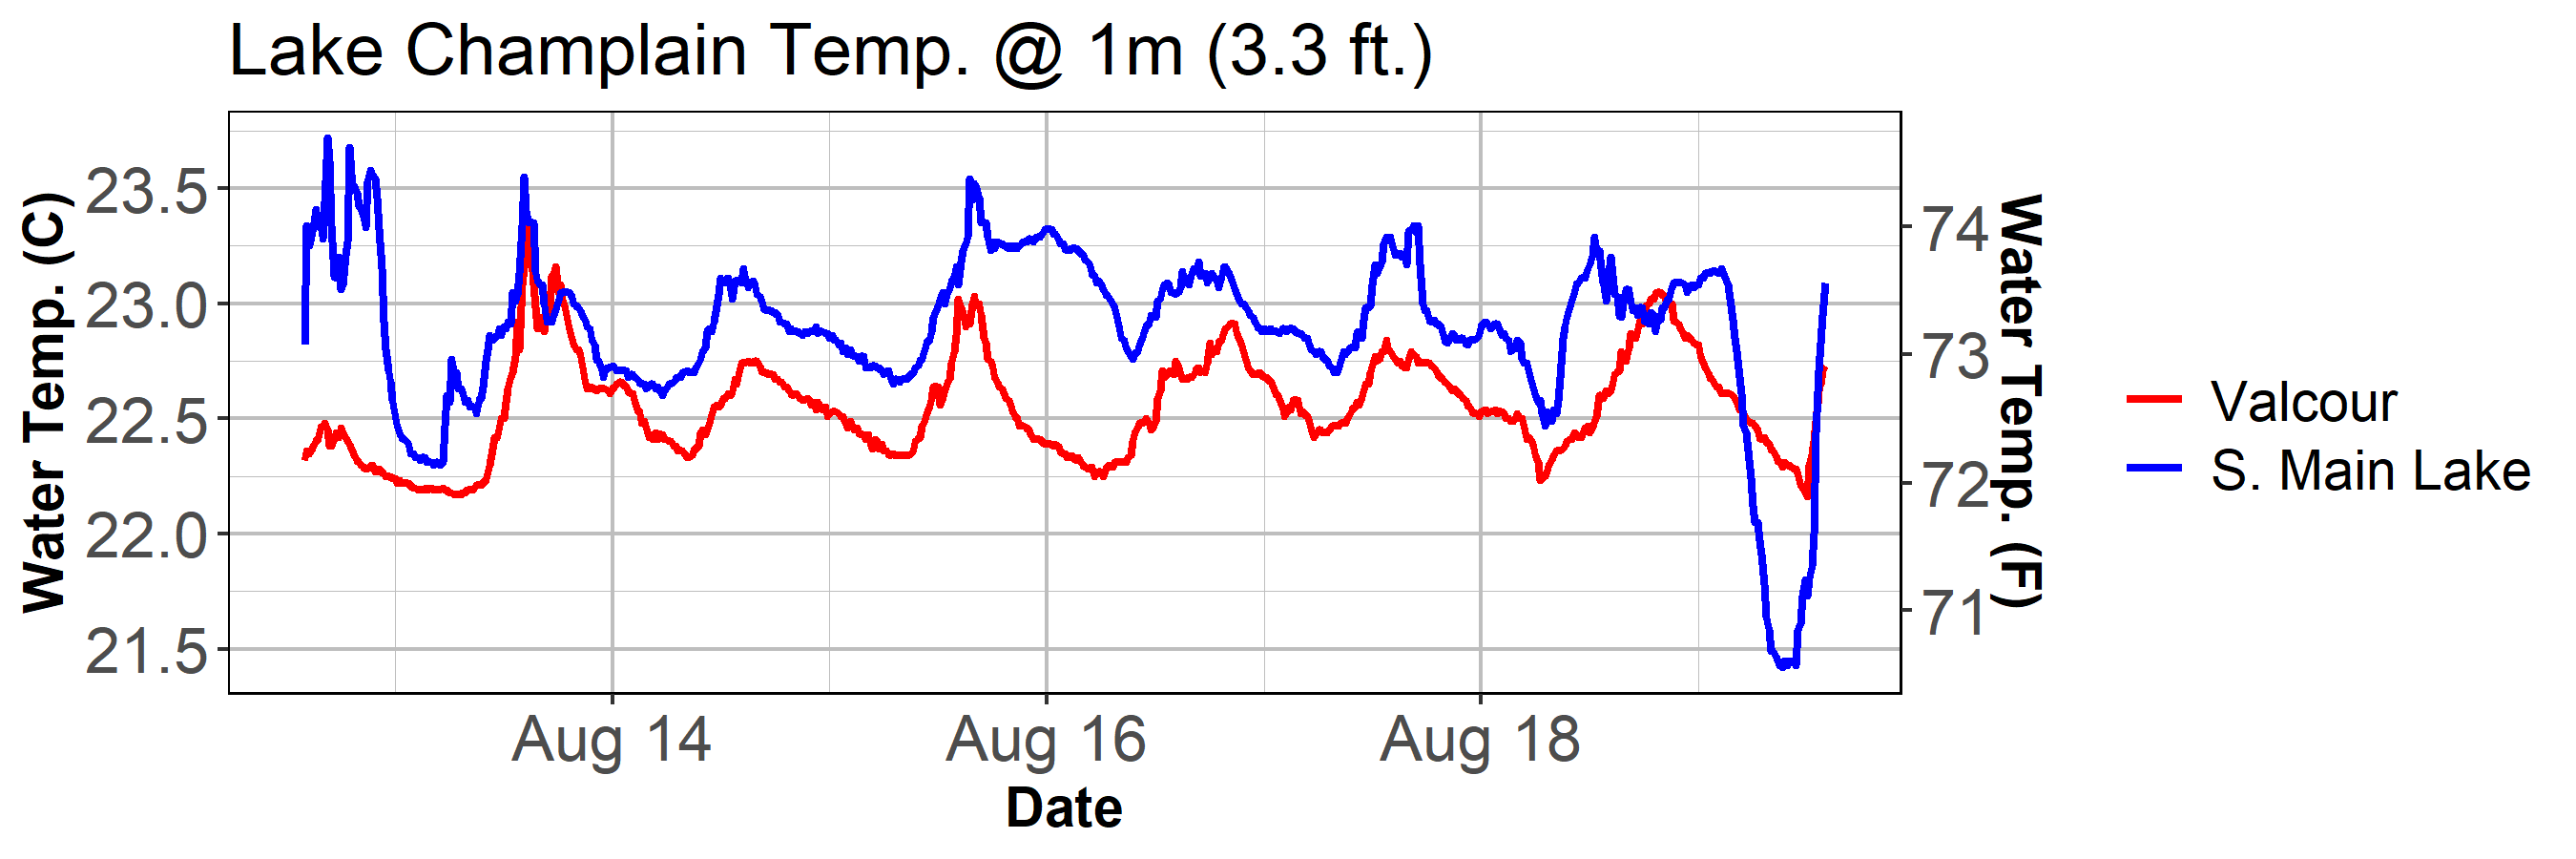 Lake Champlain Temp. @ 1m (3.3 ft.)
Water Temp. (C)
23.5
23.0
22.5
22.0
21.5
74
73
72
71
Water Temp. (F)
Aug 14
Aug 16
Aug 18
Date
Valcour
S. Main Lake